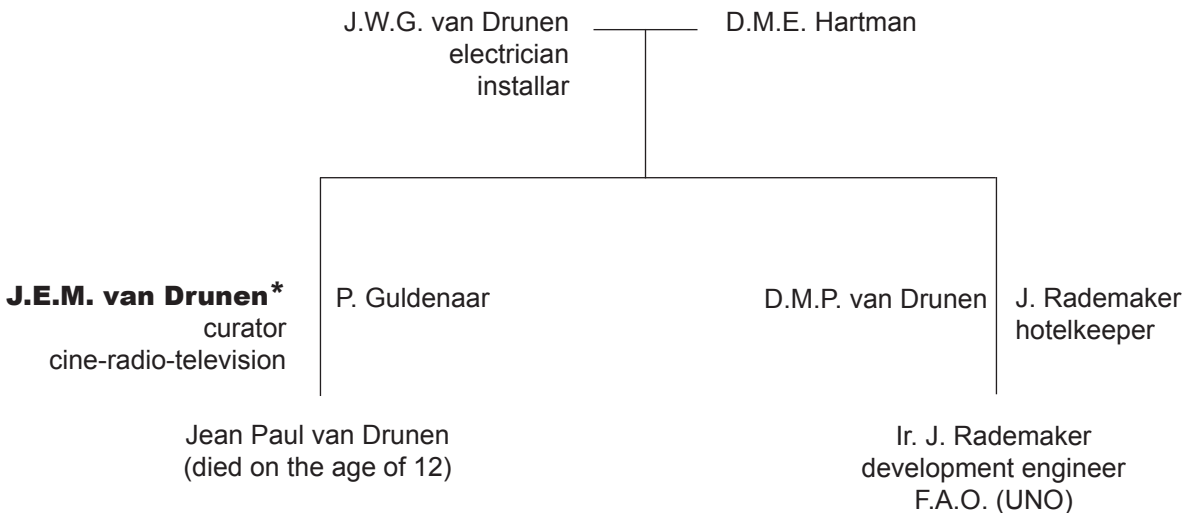 J.W.G. van Drunen
electrician
installar
D.M.E. Hartman
J.E.M. van Drunen*
curator
cine-radio-television
P. Guldenaar
D.M.P. van Drunen
J. Rademaker
hotelkeeper
Jean Paul van Drunen
(died on the age of 12)
Ir. J. Rademaker
development engineer
F.A.O. (UNO)